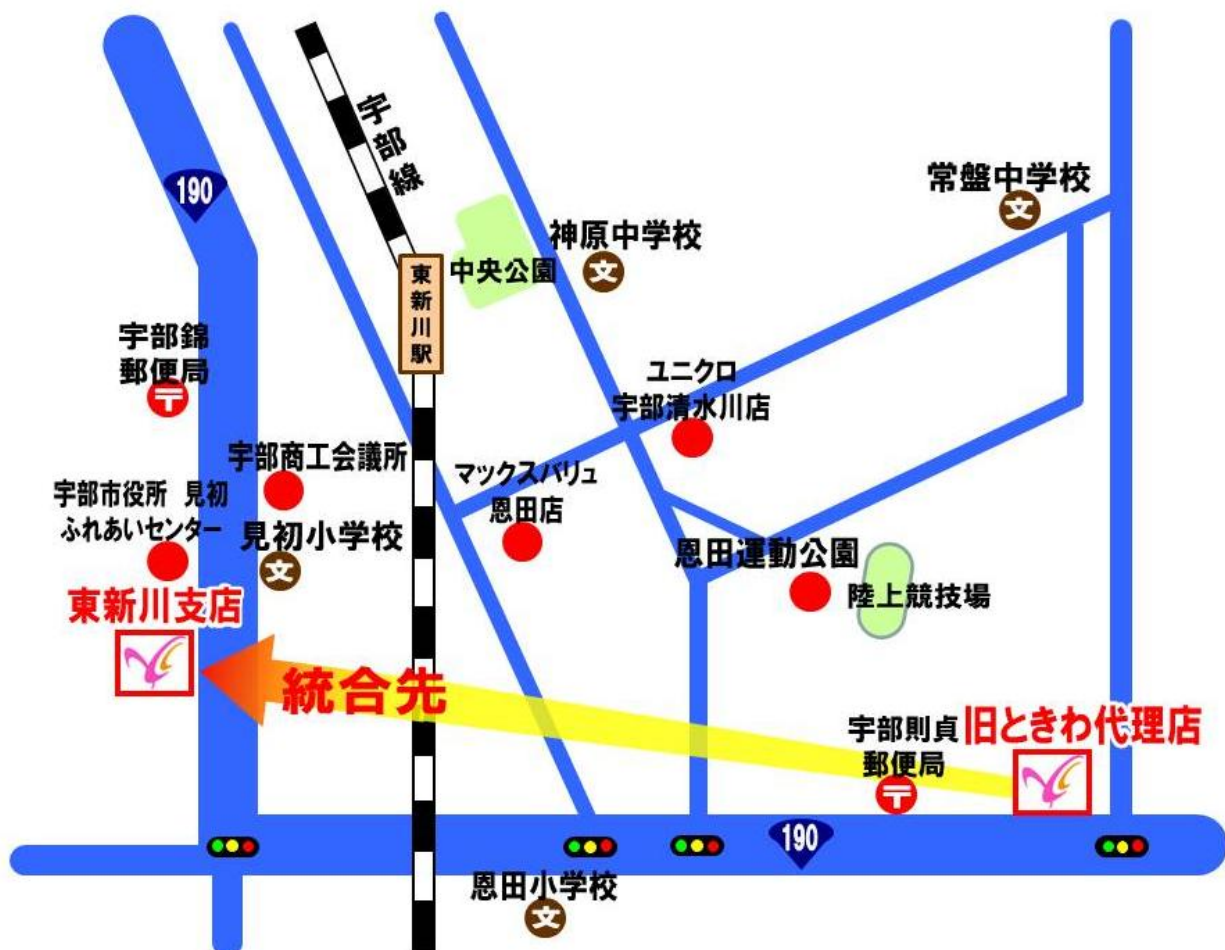 宇部線
190
常盤中学校
文
神原中学校
文
東新川駅
中央公園
宇部錦
郵便局
〒
ユニクロ
宇部清水川店
宇部商工会議所
マックスバリュ
恩田店
宇部市役所 見初
ふれあいセンター
見初小学校
文
恩田運動公園
陸上競技場
東新川支店
統合先
宇部則貞
郵便局
〒
旧ときわ代理店
190
恩田小学校
文